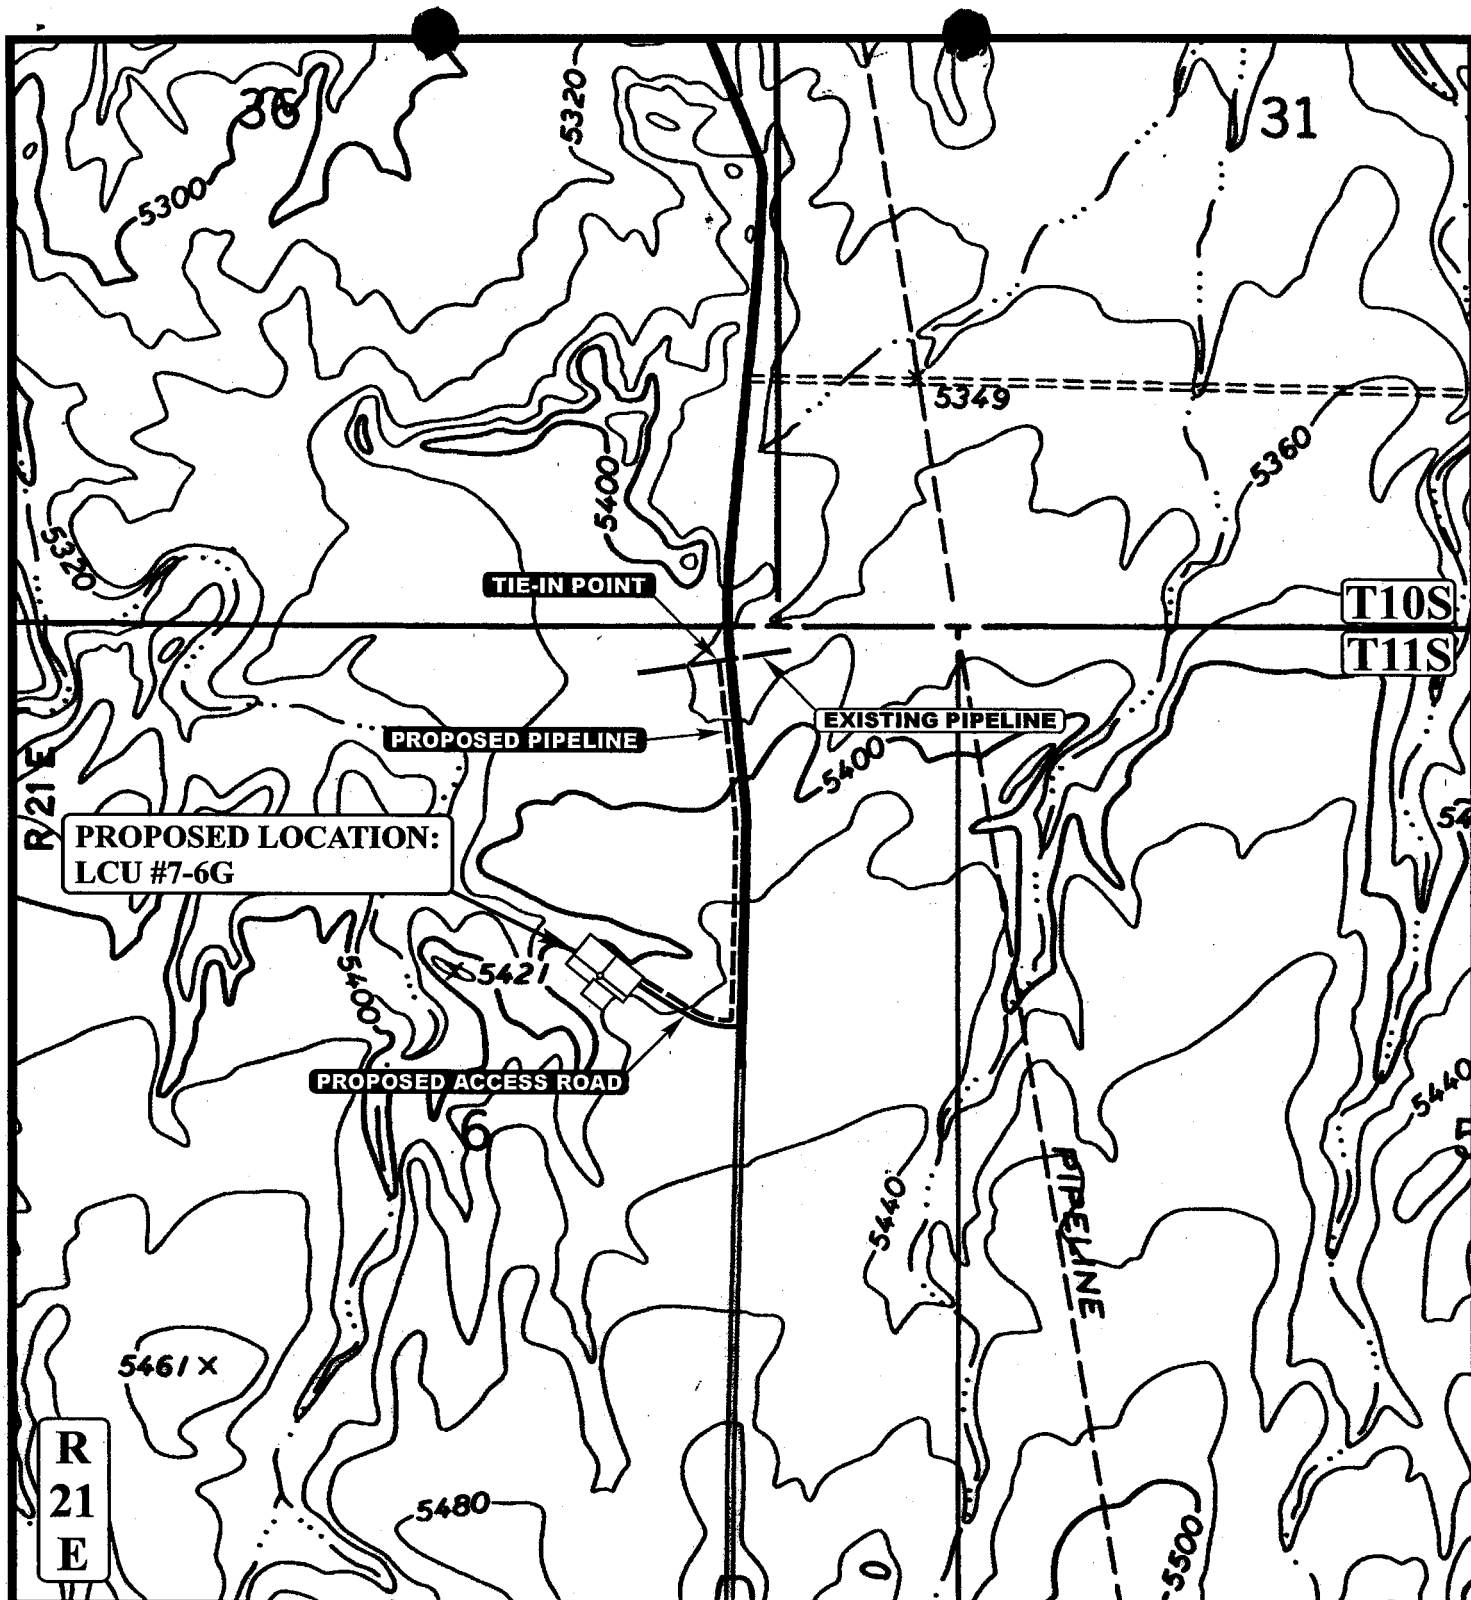 36
5320
31
5300
5349
5360
5400
5320
TIE-IN POINT
T10S
T11S
EXISTING PIPELINE
PROPOSED PIPELINE
5400
R 21 E
PROPOSED LOCATION:
LCU #7-6G
54
5421
5400
PROPOSED ACCESS ROAD
5440
6
PIPELINE
5440
5461
R
21
E
5480
5500